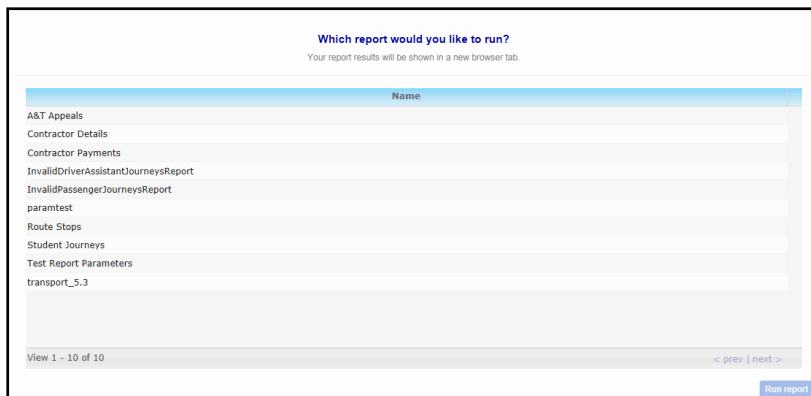 Which report would you like to run?
Your report results will be shown in a new browser tab.
Name
A&T Appeals
Contractor Details
Contractor Payments
InvalidDriverAssistantJourneysReport
InvalidPassengerJourneysReport
paramtest
Route Stops
Student Journeys
Test Report Parameters
transport_5.3
View 1 - 10 of 10 < prev | next >
Run report